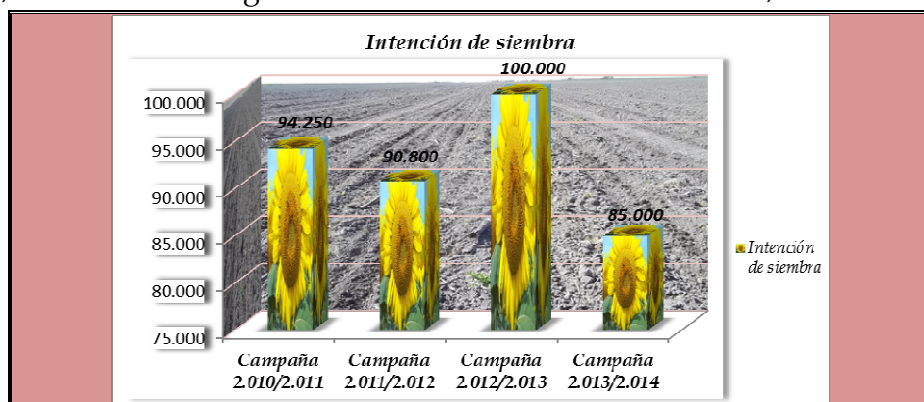 Intención de siembra
100.000
95.000
90.000
85.000
80.000
75.000
94.250
90.800
100.000
85.000
Campaña
2.010/2.011
Campaña
2.011/2.012
Campaña
2.012/2.013
Campaña
2.013/2.014
Intención
de siembra